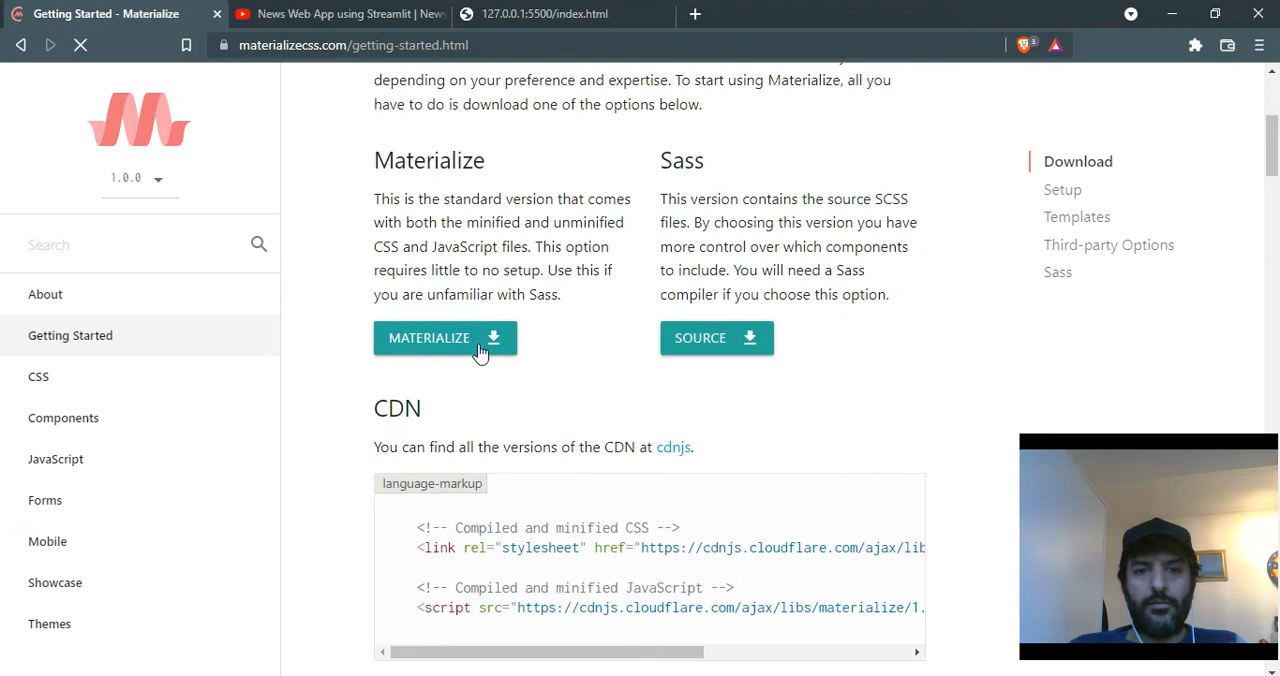 Getting Started - Materialize
News Web App using Streamlit | News
127.0.0.1:5500/index.html
materializecss.com/getting-started.html
3
1.0.0
Search
About
Getting Started
CSS
Components
JavaScript
Forms
Mobile
Showcase
Themes
depending on your preference and expertise. To start using Materialize, all you
have to do is download one of the options below.
Materialize
This is the standard version that comes
with both the minified and unminified
CSS and JavaScript files. This option
requires little to no setup. Use this if
you are unfamiliar with Sass.
MATERIALIZE
Sass
This version contains the source SCSS
files. By choosing this version you have
more control over which components
to include. You will need a Sass
compiler if you choose this option.
SOURCE
CDN
You can find all the versions of the CDN at cdnjs.
language-markup
<!-- Compiled and minified CSS -->
<link rel="stylesheet" href="https://cdnjs.cloudflare.com/ajax/lib
<!-- Compiled and minified JavaScript -->
<script src="https://cdnjs.cloudflare.com/ajax/libs/materialize/1.
Download
Setup
Templates
Third-party Options
Sass